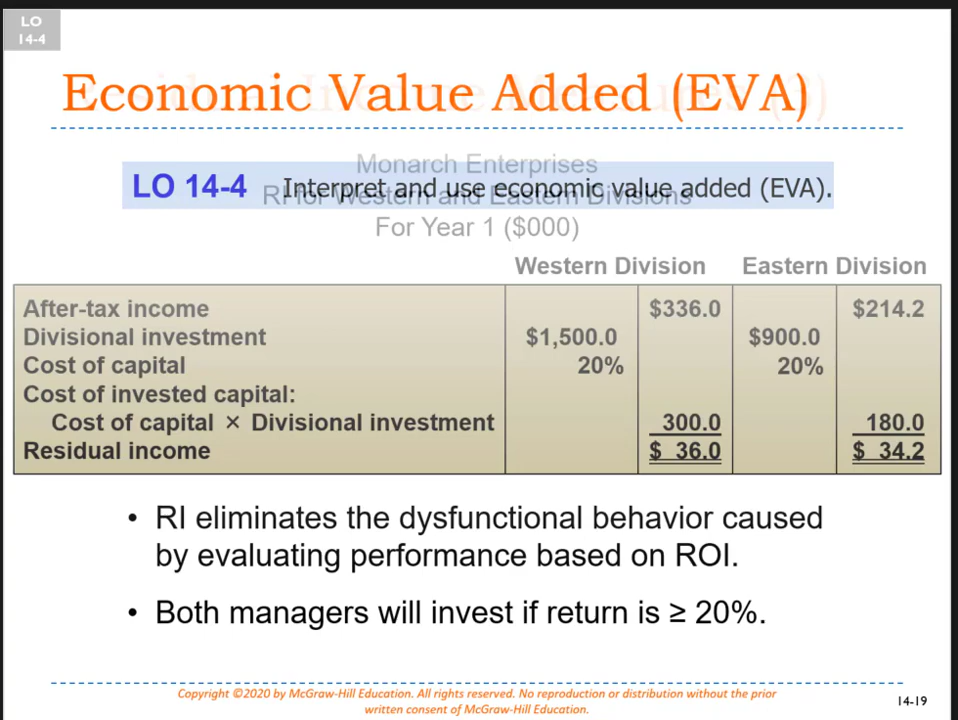 LO
14-4
Economic Value Added (EVA)
Monarch Enterprises
LO 14-4 Interpret and use economic value added (EVA).
RI for Western and Eastern Divisions
For Year 1 ($000)
Western Division Eastern Division
After-tax income $336.0 $214.2
Divisional investment $1,500.0 $900.0
Cost of capital 20% 20%
Cost of invested capital:
Cost of capital × Divisional investment 300.0 180.0
Residual income $ 36.0 $ 34.2
• RI eliminates the dysfunctional behavior caused
by evaluating performance based on ROI.
• Both managers will invest if return is ≥ 20%.
Copyright ©2020 by McGraw-Hill Education. All rights reserved. No reproduction or distribution without the prior
written consent of McGraw-Hill Education.
14-19